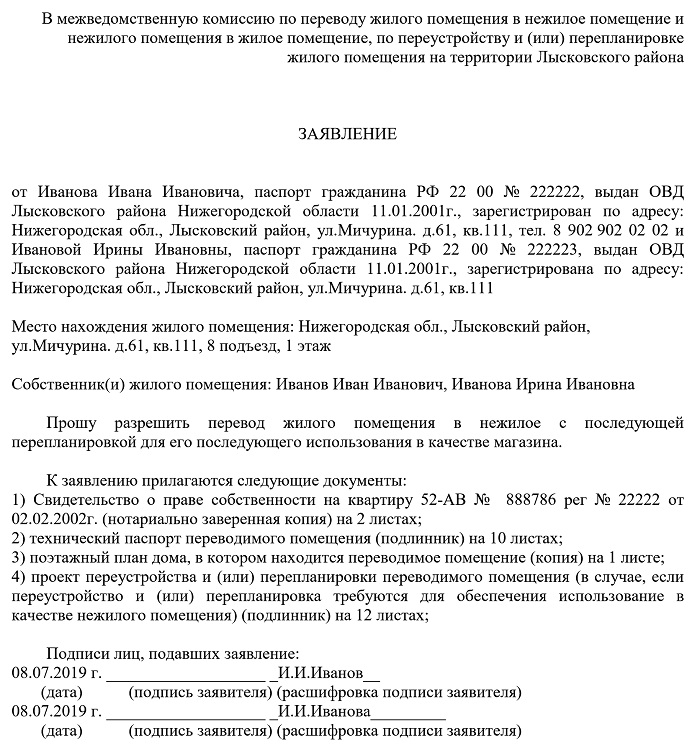 В межведомственную комиссию по переводу жилого помещения в нежилое помещение и
нежилого помещения в жилое помещение, по переустройству и (или) перепланировке
жилого помещения на территории Лысковского района
ЗАЯВЛЕНИЕ
от Иванова Ивана Ивановича, паспорт гражданина РФ 22 00 № 222222, выдан ОВД
Лысковского района Нижегородской области 11.01.2001г., зарегистрирован по адресу:
Нижегородская обл., Лысковский район, ул.Мичурина. д.61, кв.111, тел. 8 902 902 02 02 и
Ивановой Ирины Ивановны, паспорт гражданина РФ 22 00 № 222223, выдан ОВД
Лысковского района Нижегородской области 11.01.2001г., зарегистрирована по адресу:
Нижегородская обл., Лысковский район, ул.Мичурина. д.61, кв.111
Место нахождения жилого помещения: Нижегородская обл., Лысковский район,
ул.Мичурина. д.61, кв.111, 8 подъезд, 1 этаж
Собственник(и) жилого помещения: Иванов Иван Иванович, Иванова Ирина Ивановна
Прошу разрешить перевод жилого помещения в нежилое с последующей
перепланировкой для его последующего использования в качестве магазина.
К заявлению прилагаются следующие документы:
1) Свидетельство о праве собственности на квартиру 52-АВ № 888786 рег № 22222 от
02.02.2002г. (нотариально заверенная копия) на 2 листах;
2) технический паспорт переводимого помещения (подлинник) на 10 листах;
3) поэтажный план дома, в котором находится переводимое помещение (копия) на 1 листе;
4) проект переустройства и (или) перепланировки переводимого помещения (в случае, если
переустройство и (или) перепланировка требуются для обеспечения использование в
качестве нежилого помещения) (подлинник) на 12 листах;
Подписи лиц, подавших заявление:
08.07.2019 г. ____________________ _И.И.Иванов__
(дата) (подпись заявителя) (расшифровка подписи заявителя)
08.07.2019 г. ____________________ _И.И.Иванова_________
(дата) (подпись заявителя) (расшифровка подписи заявителя)